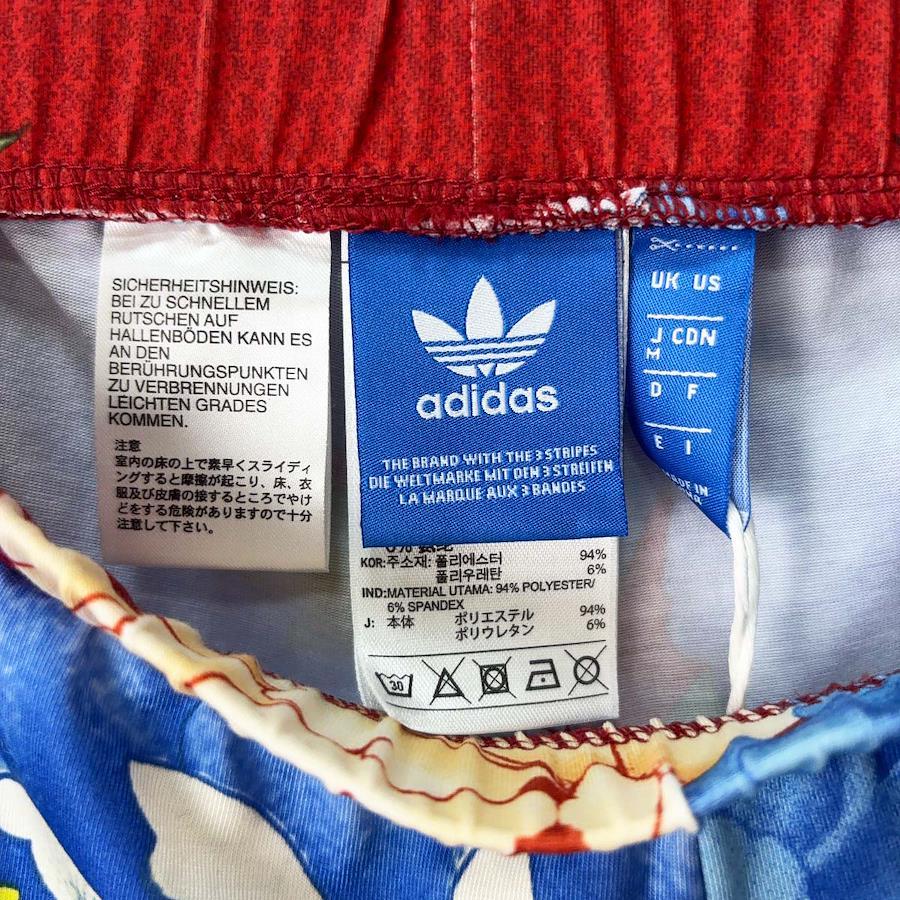 SICHERHEITSHINWEIS:
BEI ZU SCHNELLEM
RUTSCHEN AUF
HALLENBÖDEN KANN ES
AN DEN
BERÜHRUNGSPUNKTEN
ZU VERBRENNUNGEN
LEICHTEN GRADES
KOMMEN.
注意
室内の床の上で素早くスライディ
ングすると摩擦が起こり、床、衣
服及び皮膚の接するところでやけ
どをする危険がありますので十分
注意して下さい。
adidas
THE BRAND WITH THE 3 STRIPES
DIE WELTMARKE MIT DEN 3 STREIFEN
LA MARQUE AUX 3 BANDES
KOR:주소재: 폴리에스터 94%
폴리우레탄 6%
IND:MATERIAL UTAMA: 94% POLYESTER/
6% SPANDEX
J: 本体 ポリエステル 94%
ポリウレタン 6%
30
UK US
J CDN
M
D F
E I
IN